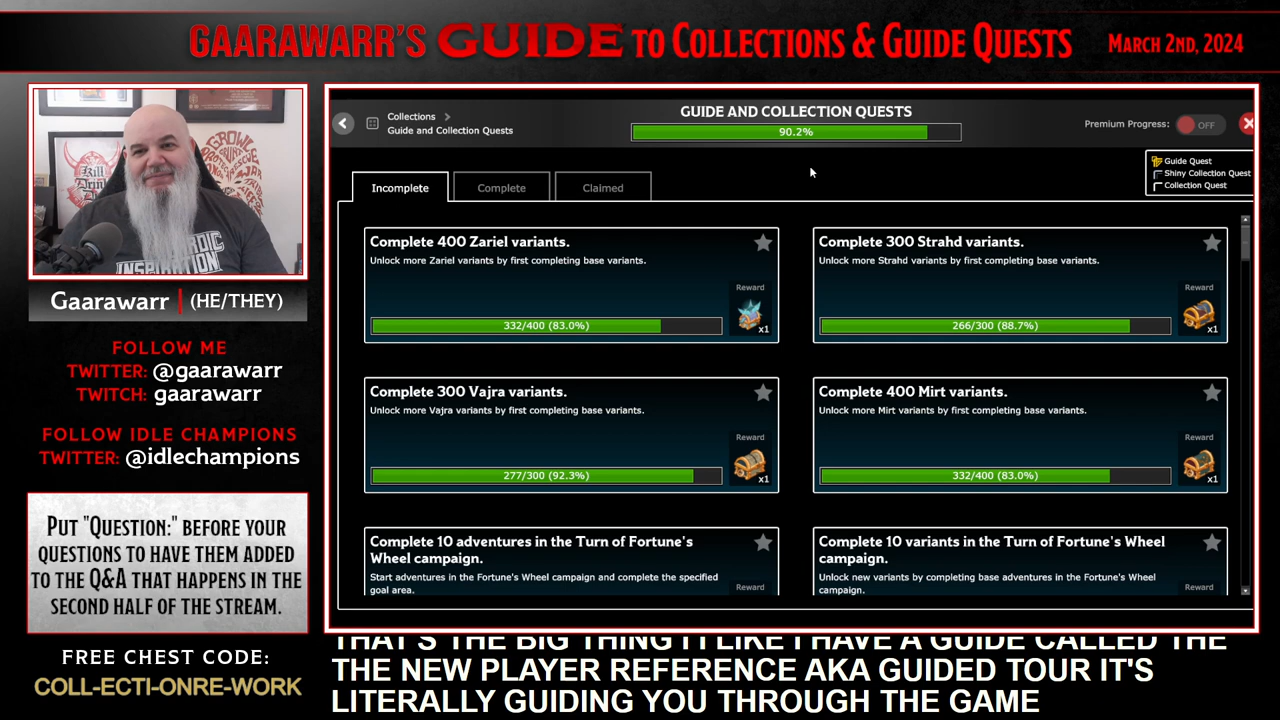 GAARAWARR'S GUIDE TO COLLECTIONS & GUIDE QUESTS
MARCH 2ND, 2024
Gaarawarr | (HE/THEY)
FOLLOW ME
TWITTER: @gaarawarr
TWITCH: gaarawarr
FOLLOW IDLE CHAMPIONS
TWITTER: @idlechampions
PUT "QUESTION:" BEFORE YOUR
QUESTIONS TO HAVE THEM ADDED
TO THE Q&A THAT HAPPENS IN THE
SECOND HALF OF THE STREAM.
FREE CHEST CODE:
COLL-ECTI-ONRE-WORK
Collections
Guide and Collection Quests
GUIDE AND COLLECTION QUESTS
90.2%
Premium Progress: OFF
Guide Quest
Shiny Collection Quest
Collection Quest
Incomplete
Complete
Claimed
Complete 400 Zariel variants.
Unlock more Zariel variants by first completing base variants.
Reward
x1
332/400 (83.0%)
Complete 300 Strahd variants.
Unlock more Strahd variants by first completing base variants.
Reward
x1
266/300 (88.7%)
Complete 300 Vajra variants.
Unlock more Vajra variants by first completing base variants.
Reward
x1
277/300 (92.3%)
Complete 400 Mirt variants.
Unlock more Mirt variants by first completing base variants.
Reward
x1
332/400 (83.0%)
Complete 10 adventures in the Turn of Fortune's
Wheel campaign.
Start adventures in the Fortune's Wheel campaign and complete the specified
goal area.
Reward
Complete 10 variants in the Turn of Fortune's Wheel
campaign.
Unlock new variants by completing base adventures in the Fortune's Wheel
campaign.
Reward
THAT'S THE BIG THING I I LIKE I HAVE A GUIDE CALLED THE
THE NEW PLAYER REFERENCE AKA GUIDED TOUR IT'S
LITERALLY GUIDING YOU THROUGH THE GAME